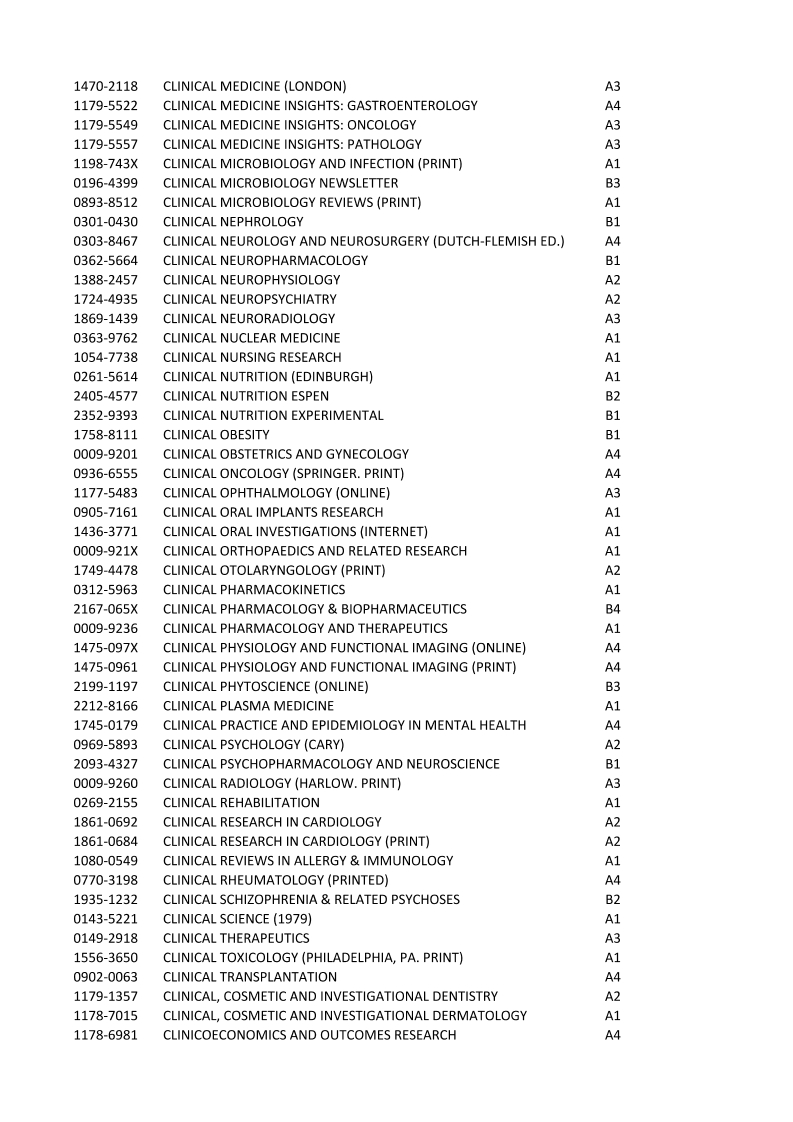 1470-2118 CLINICAL MEDICINE (LONDON) A3
1179-5522 CLINICAL MEDICINE INSIGHTS: GASTROENTEROLOGY A4
1179-5549 CLINICAL MEDICINE INSIGHTS: ONCOLOGY A3
1179-5557 CLINICAL MEDICINE INSIGHTS: PATHOLOGY A3
1198-743X CLINICAL MICROBIOLOGY AND INFECTION (PRINT) A1
0196-4399 CLINICAL MICROBIOLOGY NEWSLETTER B3
0893-8512 CLINICAL MICROBIOLOGY REVIEWS (PRINT) A1
0301-0430 CLINICAL NEPHROLOGY B1
0303-8467 CLINICAL NEUROLOGY AND NEUROSURGERY (DUTCH-FLEMISH ED.) A4
0362-5664 CLINICAL NEUROPHARMACOLOGY B1
1388-2457 CLINICAL NEUROPHYSIOLOGY A2
1724-4935 CLINICAL NEUROPSYCHIATRY A2
1869-1439 CLINICAL NEURORADIOLOGY A3
0363-9762 CLINICAL NUCLEAR MEDICINE A1
1054-7738 CLINICAL NURSING RESEARCH A1
0261-5614 CLINICAL NUTRITION (EDINBURGH) A1
2405-4577 CLINICAL NUTRITION ESPEN B2
2352-9393 CLINICAL NUTRITION EXPERIMENTAL B1
1758-8111 CLINICAL OBESITY B1
0009-9201 CLINICAL OBSTETRICS AND GYNECOLOGY A4
0936-6555 CLINICAL ONCOLOGY (SPRINGER. PRINT) A4
1177-5483 CLINICAL OPHTHALMOLOGY (ONLINE) A3
0905-7161 CLINICAL ORAL IMPLANTS RESEARCH A1
1436-3771 CLINICAL ORAL INVESTIGATIONS (INTERNET) A1
0009-921X CLINICAL ORTHOPAEDICS AND RELATED RESEARCH A1
1749-4478 CLINICAL OTOLARYNGOLOGY (PRINT) A2
0312-5963 CLINICAL PHARMACOKINETICS A1
2167-065X CLINICAL PHARMACOLOGY & BIOPHARMACEUTICS B4
0009-9236 CLINICAL PHARMACOLOGY AND THERAPEUTICS A1
1475-097X CLINICAL PHYSIOLOGY AND FUNCTIONAL IMAGING (ONLINE) A4
1475-0961 CLINICAL PHYSIOLOGY AND FUNCTIONAL IMAGING (PRINT) A4
2199-1197 CLINICAL PHYTOSCIENCE (ONLINE) B3
2212-8166 CLINICAL PLASMA MEDICINE A1
1745-0179 CLINICAL PRACTICE AND EPIDEMIOLOGY IN MENTAL HEALTH A4
0969-5893 CLINICAL PSYCHOLOGY (CARY) A2
2093-4327 CLINICAL PSYCHOPHARMACOLOGY AND NEUROSCIENCE B1
0009-9260 CLINICAL RADIOLOGY (HARLOW. PRINT) A3
0269-2155 CLINICAL REHABILITATION A1
1861-0692 CLINICAL RESEARCH IN CARDIOLOGY A2
1861-0684 CLINICAL RESEARCH IN CARDIOLOGY (PRINT) A2
1080-0549 CLINICAL REVIEWS IN ALLERGY & IMMUNOLOGY A1
0770-3198 CLINICAL RHEUMATOLOGY (PRINTED) A4
1935-1232 CLINICAL SCHIZOPHRENIA & RELATED PSYCHOSES B2
0143-5221 CLINICAL SCIENCE (1979) A1
0149-2918 CLINICAL THERAPEUTICS A3
1556-3650 CLINICAL TOXICOLOGY (PHILADELPHIA, PA. PRINT) A1
0902-0063 CLINICAL TRANSPLANTATION A4
1179-1357 CLINICAL, COSMETIC AND INVESTIGATIONAL DENTISTRY A2
1178-7015 CLINICAL, COSMETIC AND INVESTIGATIONAL DERMATOLOGY A1
1178-6981 CLINICOECONOMICS AND OUTCOMES RESEARCH A4